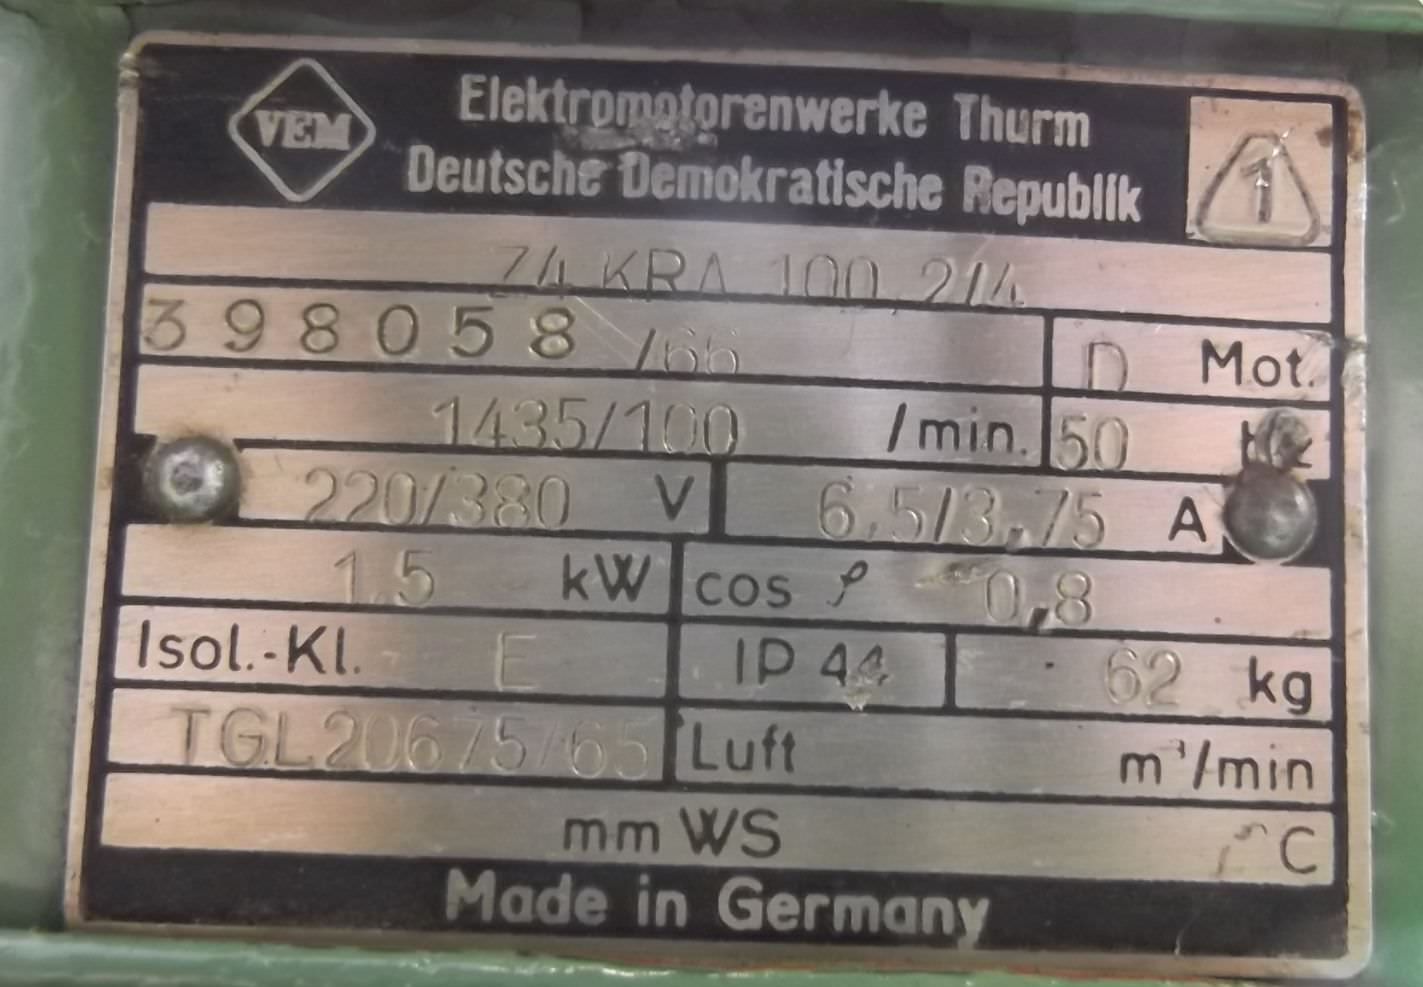 VEM
Elektromotorenwerke Thurm
Deutsche Demokratische Republik
1
Z4 KRA 100 2/4
398058 /66 D Mot.
1435/100 /min. 50 Hz
220/380 V 6,5/3,75 A
1.5 kW cos φ 0,8
Isol.-Kl. E IP 44 62 kg
TGL20675/65 Luft m³/min
mm WS °C
Made in Germany